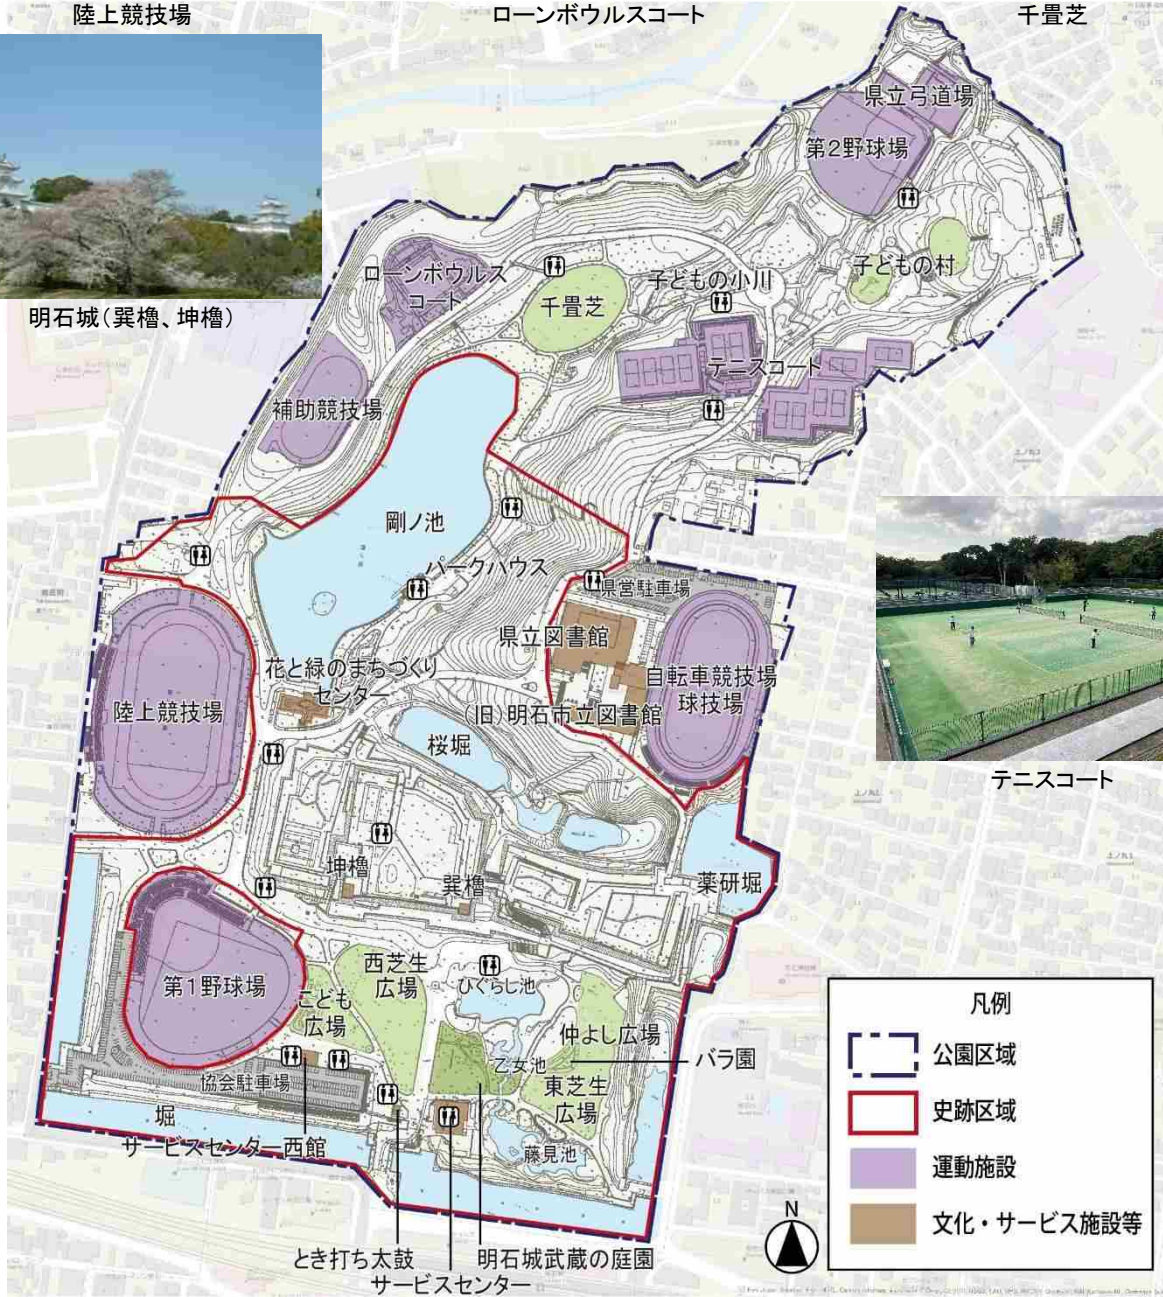 陸上競技場
ローンボウルスコート
千畳芝
県立弓道場
第2野球場
ローンボウルス
コート
子どもの小川
子どもの村
千畳芝
明石城(巽櫓、坤櫓)
テニスコート
補助競技場
剛ノ池
パークハウス
県営駐車場
県立図書館
花と緑のまちづくり
センター
自転車競技場
球技場
陸上競技場
(旧)明石市立図書館
桜堀
テニスコート
坤櫓
巽櫓
薬研堀
西芝生
広場
第1野球場
こども
広場
ひぐらし池
仲よし広場
乙女池
バラ園
協会駐車場
東芝生
広場
堀
サービスセンター西館
藤見池
とき打ち太鼓
明石城武蔵の庭園
サービスセンター
N
凡例
公園区域
史跡区域
運動施設
文化・サービス施設等